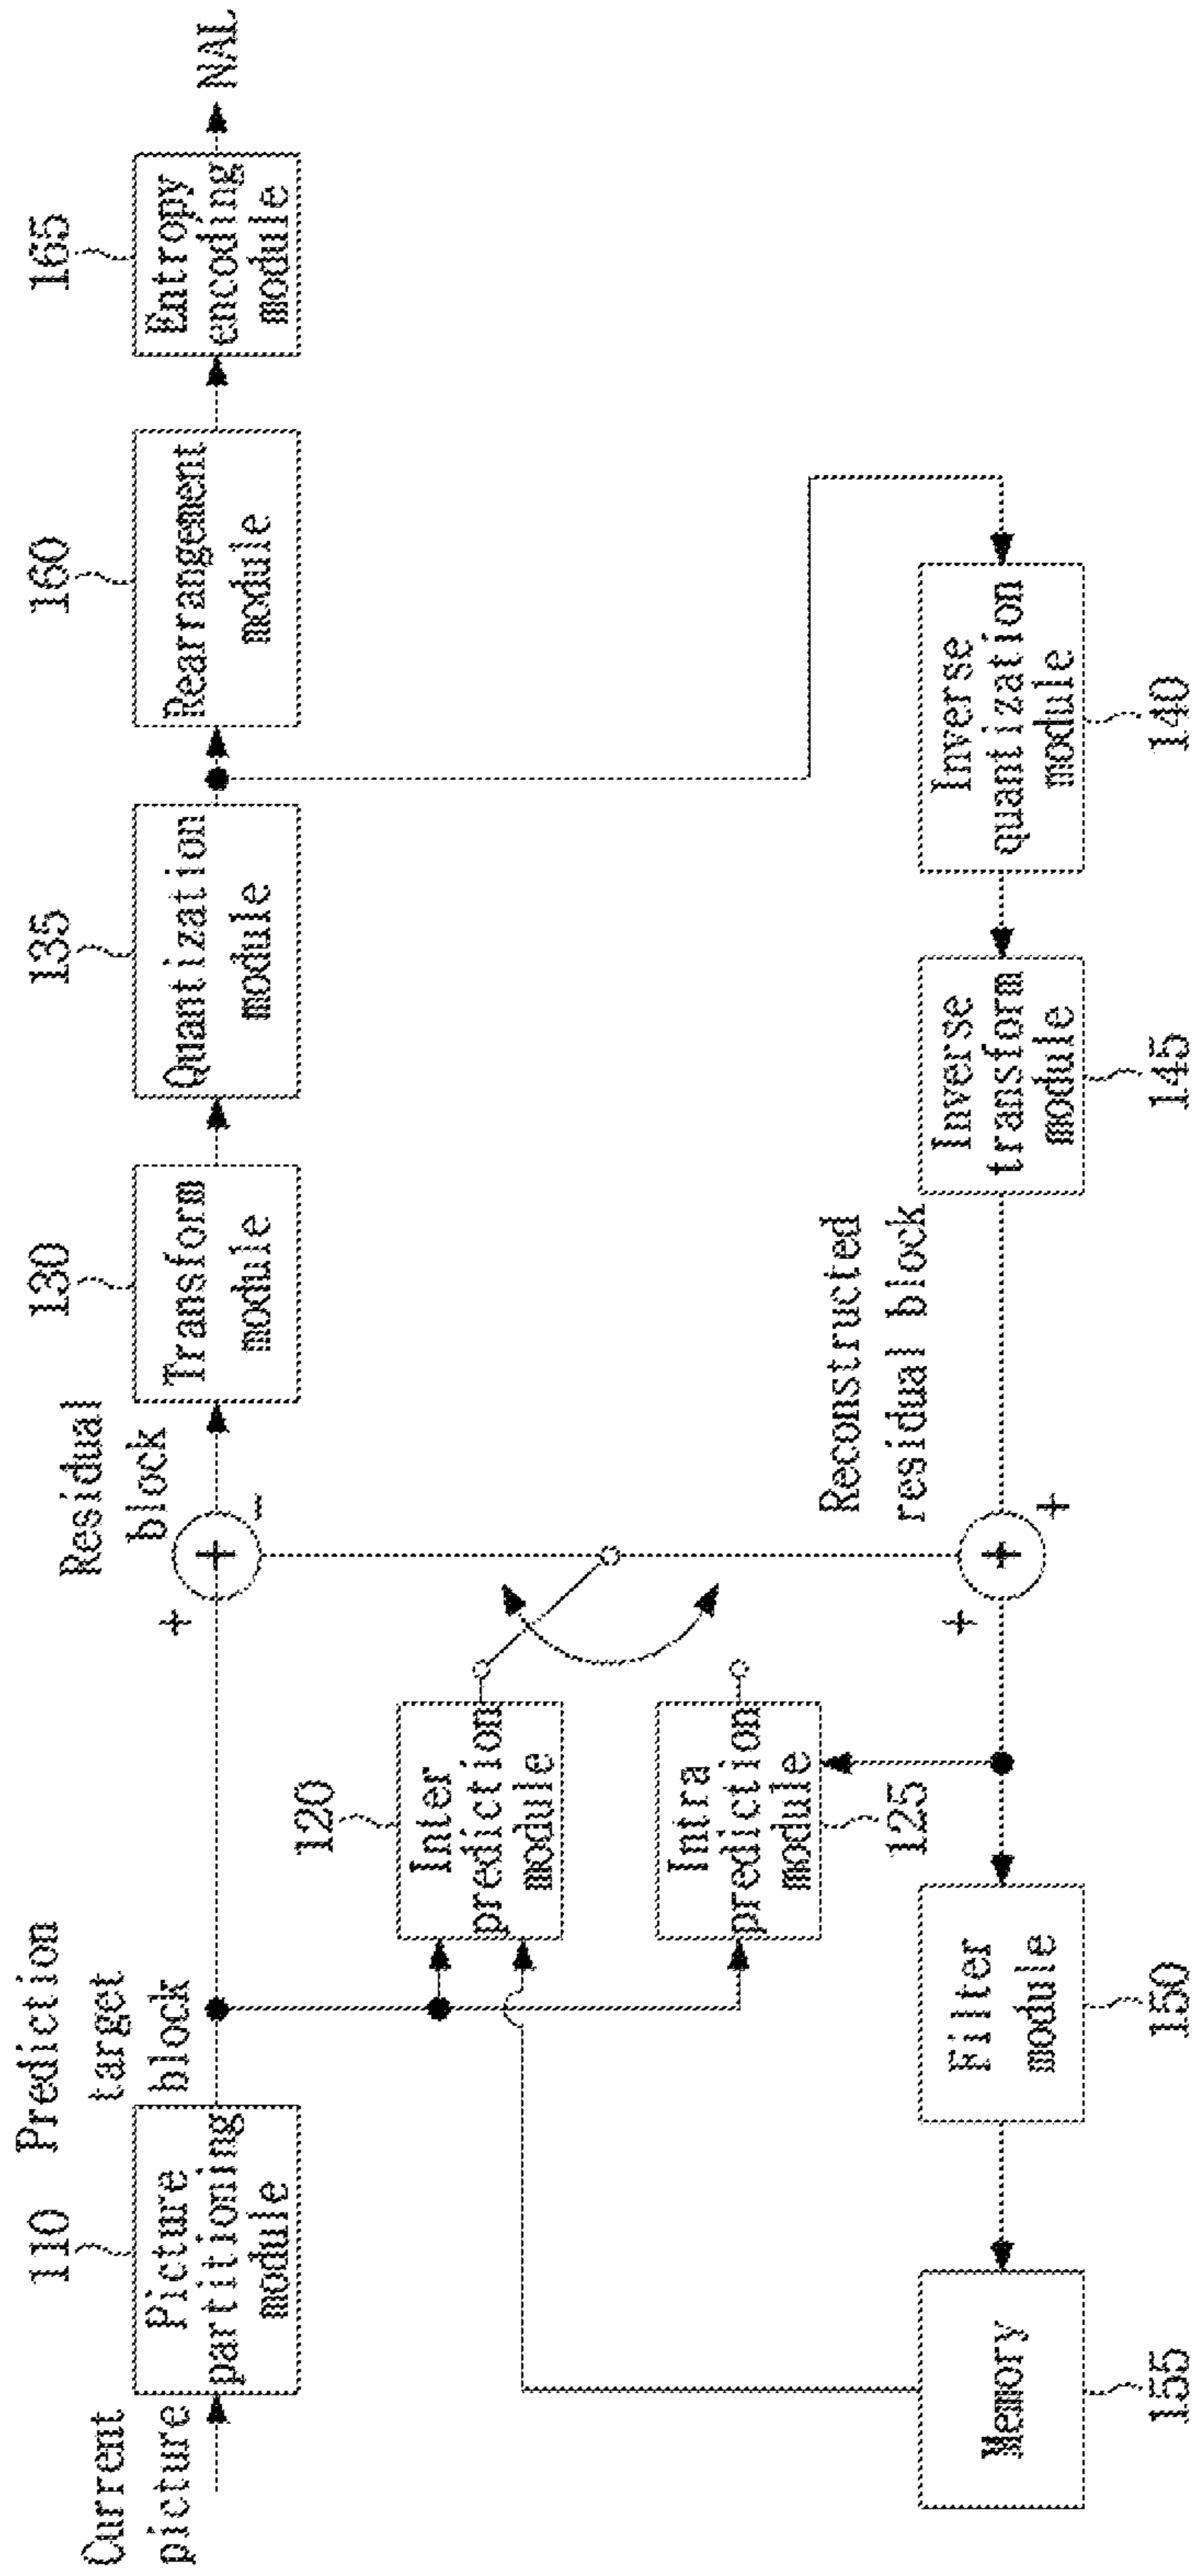 110
Prediction
target
block
Current
picture
Picture
partitioning
module
Residual
block
130
Transform
module
135
Quantization
module
160
Rearrangement
module
165
Entropy
encoding
module
NAL
+
+
-
120
Inter
prediction
module
Intra
prediction
module
125
Reconstructed
residual block
+
+
+
Memory
155
Filter
module
150
Inverse
transform
module
145
Inverse
quantization
module
140